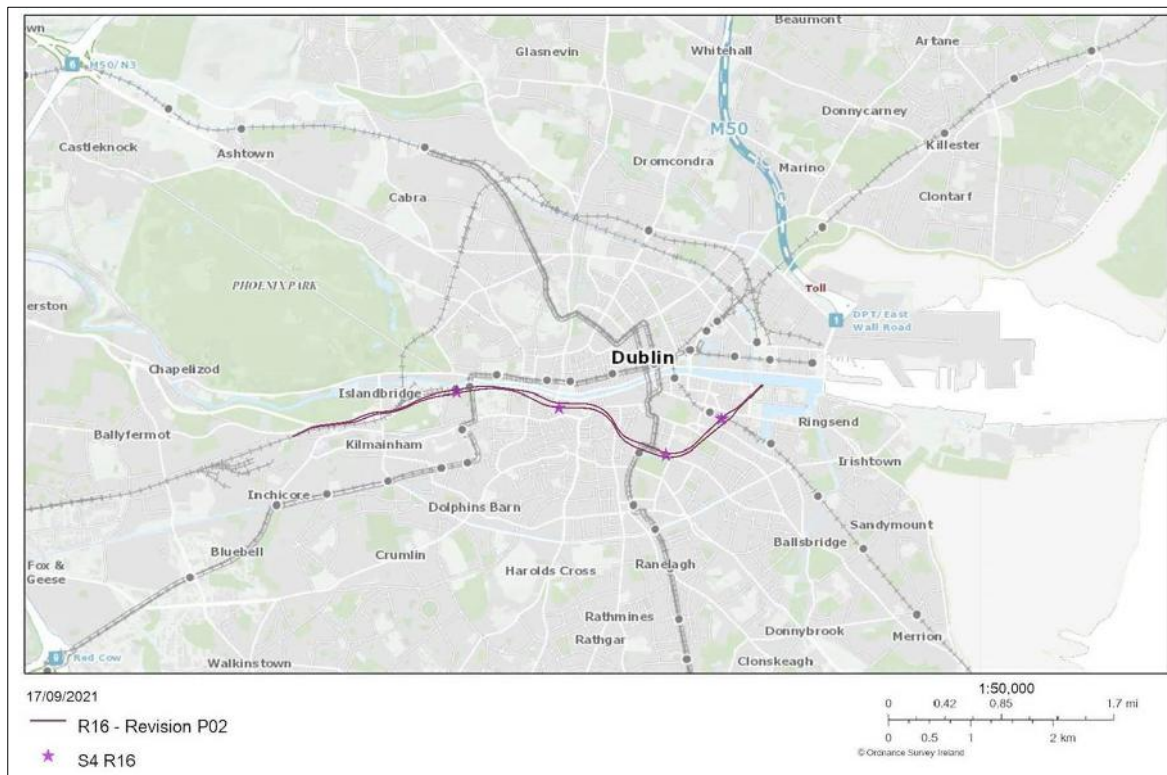 Beaumont
own
Glasnevin
Whitehall
Artane
6 M50/N3
Donnycarney
M50
Castleknock
Ashtown
Dromcondra
Killester
Marino
Cabra
Clontarf
PHOENIX PARK
Toll
erston
1 DPT/East
Wall Road
Dublin
Chapelizod
Islandbridge
Ringsend
Ballyfermot
Kilmainham
Irishtown
Inchicore
Dolphins Barn
Sandymount
Bluebell
Ballsbridge
Fox &
Geese
Crumlin
Harolds Cross
Ranelagh
Rathmines
Donnybrook
Rathgar
Merrion
Red Cow
Walkinstown
Clonskeagh
17/09/2021
R16 - Revision P02
S4 R16
1:50,000
0 0.42 0.85 1.7 mi
0 0.5 1 2 km
© Ordnance Survey Ireland